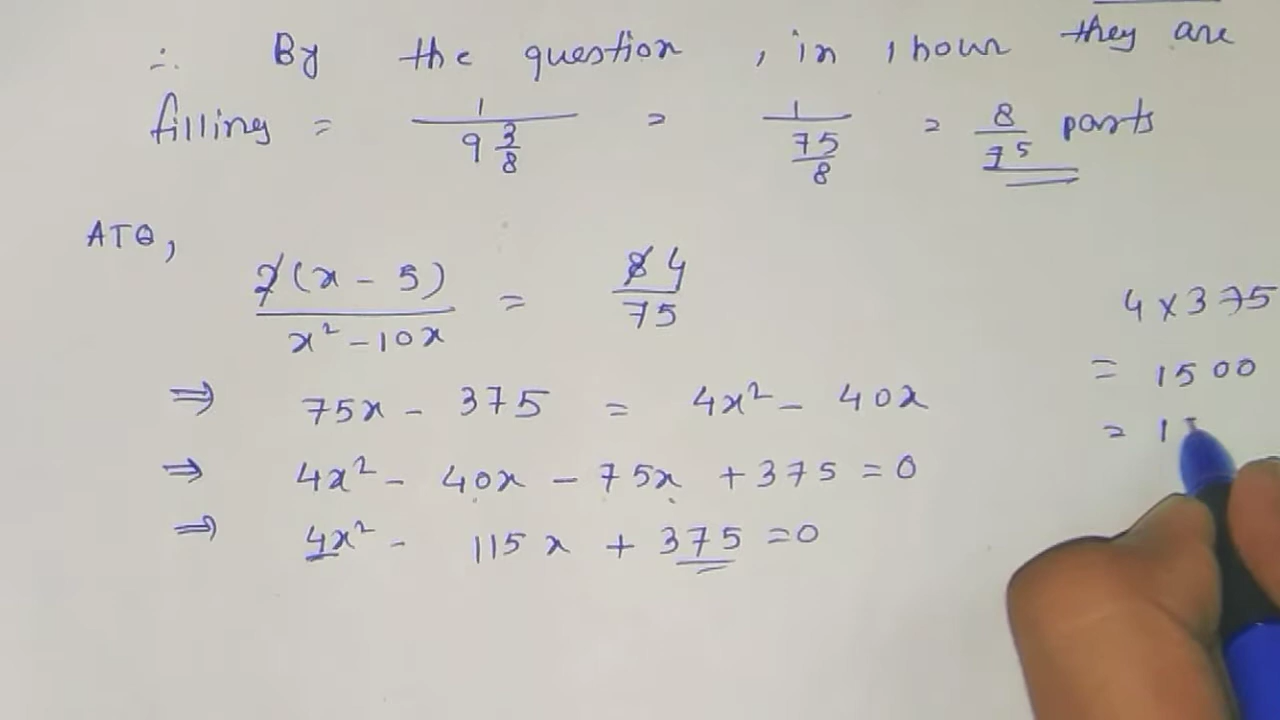 ∴ By the question , in 1 hour they are
filling = 1/(9 3/8) = 1/(75/8) = 8/75 parts
ATQ,
2(x - 5)/(x² - 10x) = 8 4/75
⇒ 75x - 375 = 4x² - 40x
⇒ 4x² - 40x - 75x + 375 = 0
⇒ 4x² - 115x + 375 = 0
4 × 375
= 1500
= 1